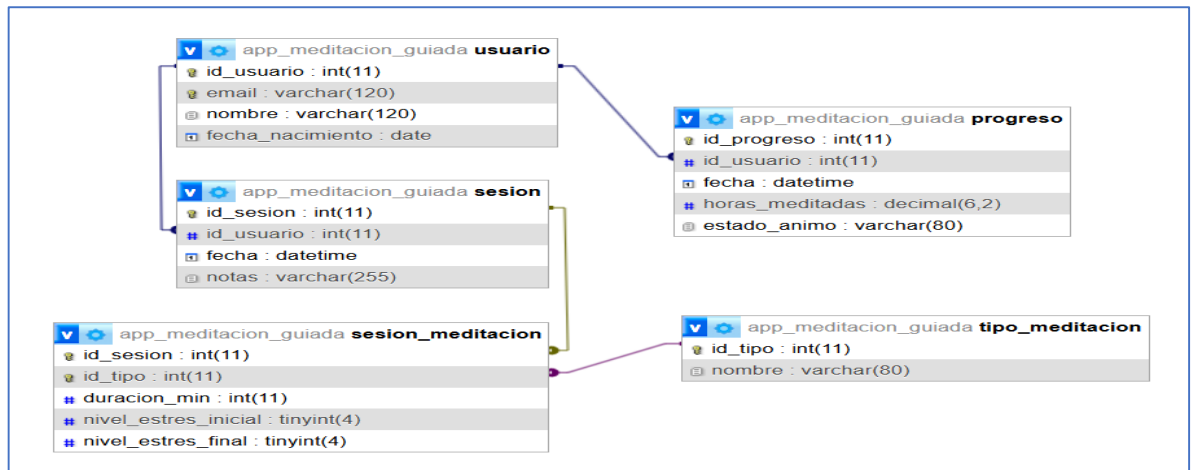 app_meditacion_guiada usuario
id_usuario : int(11)
email : varchar(120)
nombre : varchar(120)
fecha_nacimiento : date
app_meditacion_guiada progreso
id_progreso : int(11)
id_usuario : int(11)
fecha : datetime
horas_meditadas : decimal(6,2)
estado_animo : varchar(80)
app_meditacion_guiada sesion
id_sesion : int(11)
id_usuario : int(11)
fecha : datetime
notas : varchar(255)
app_meditacion_guiada sesion_meditacion
id_sesion : int(11)
id_tipo : int(11)
duracion_min : int(11)
nivel_estres_inicial : tinyint(4)
nivel_estres_final : tinyint(4)
app_meditacion_guiada tipo_meditacion
id_tipo : int(11)
nombre : varchar(80)